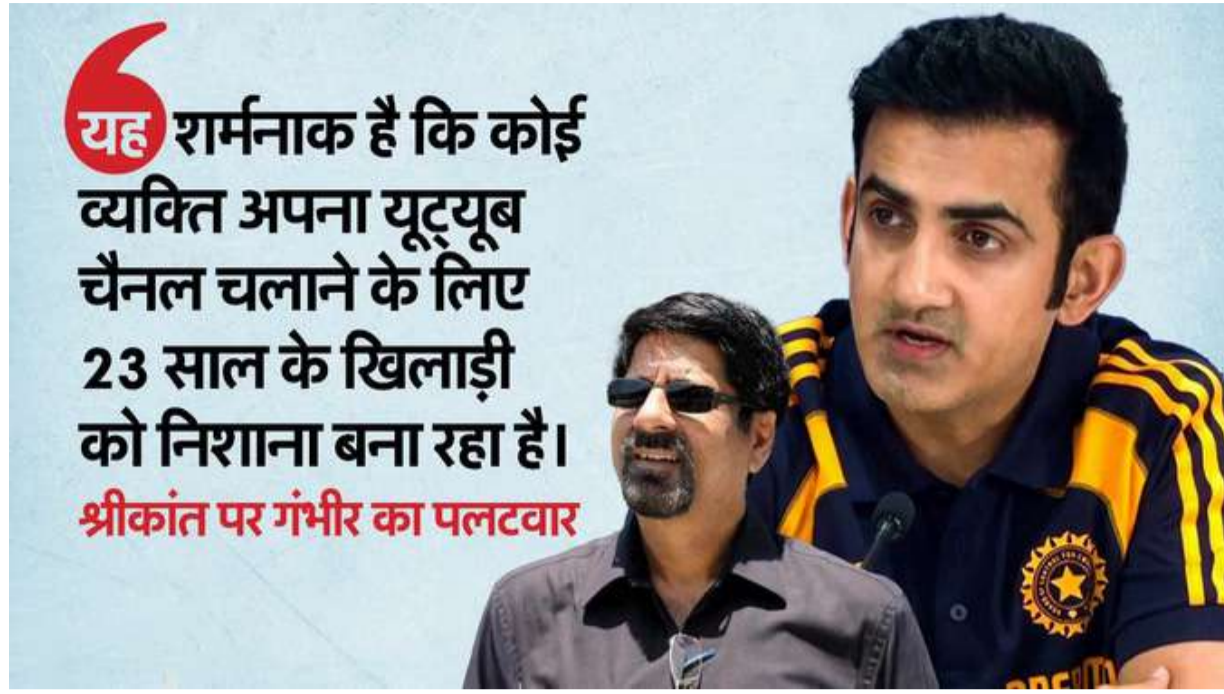 यह शर्मनाक है कि कोई
व्यक्ति अपना यूट्यूब
चैनल चलाने के लिए
23 साल के खिलाड़ी
को निशाना बना रहा है।
श्रीकांत पर गंभीर का पलटवार